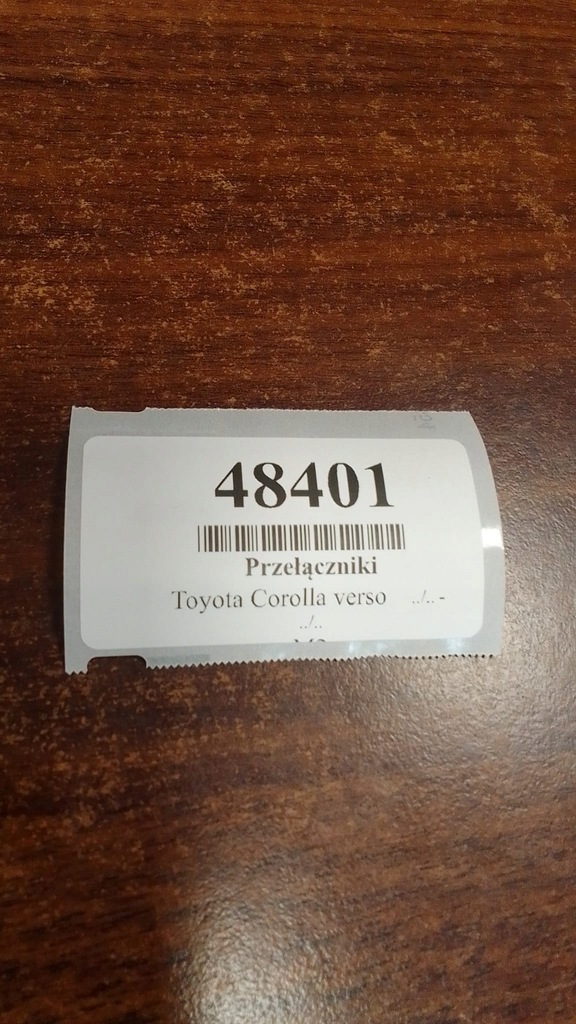 48401
Przełączniki
Toyota Corolla verso ../.. -
../..